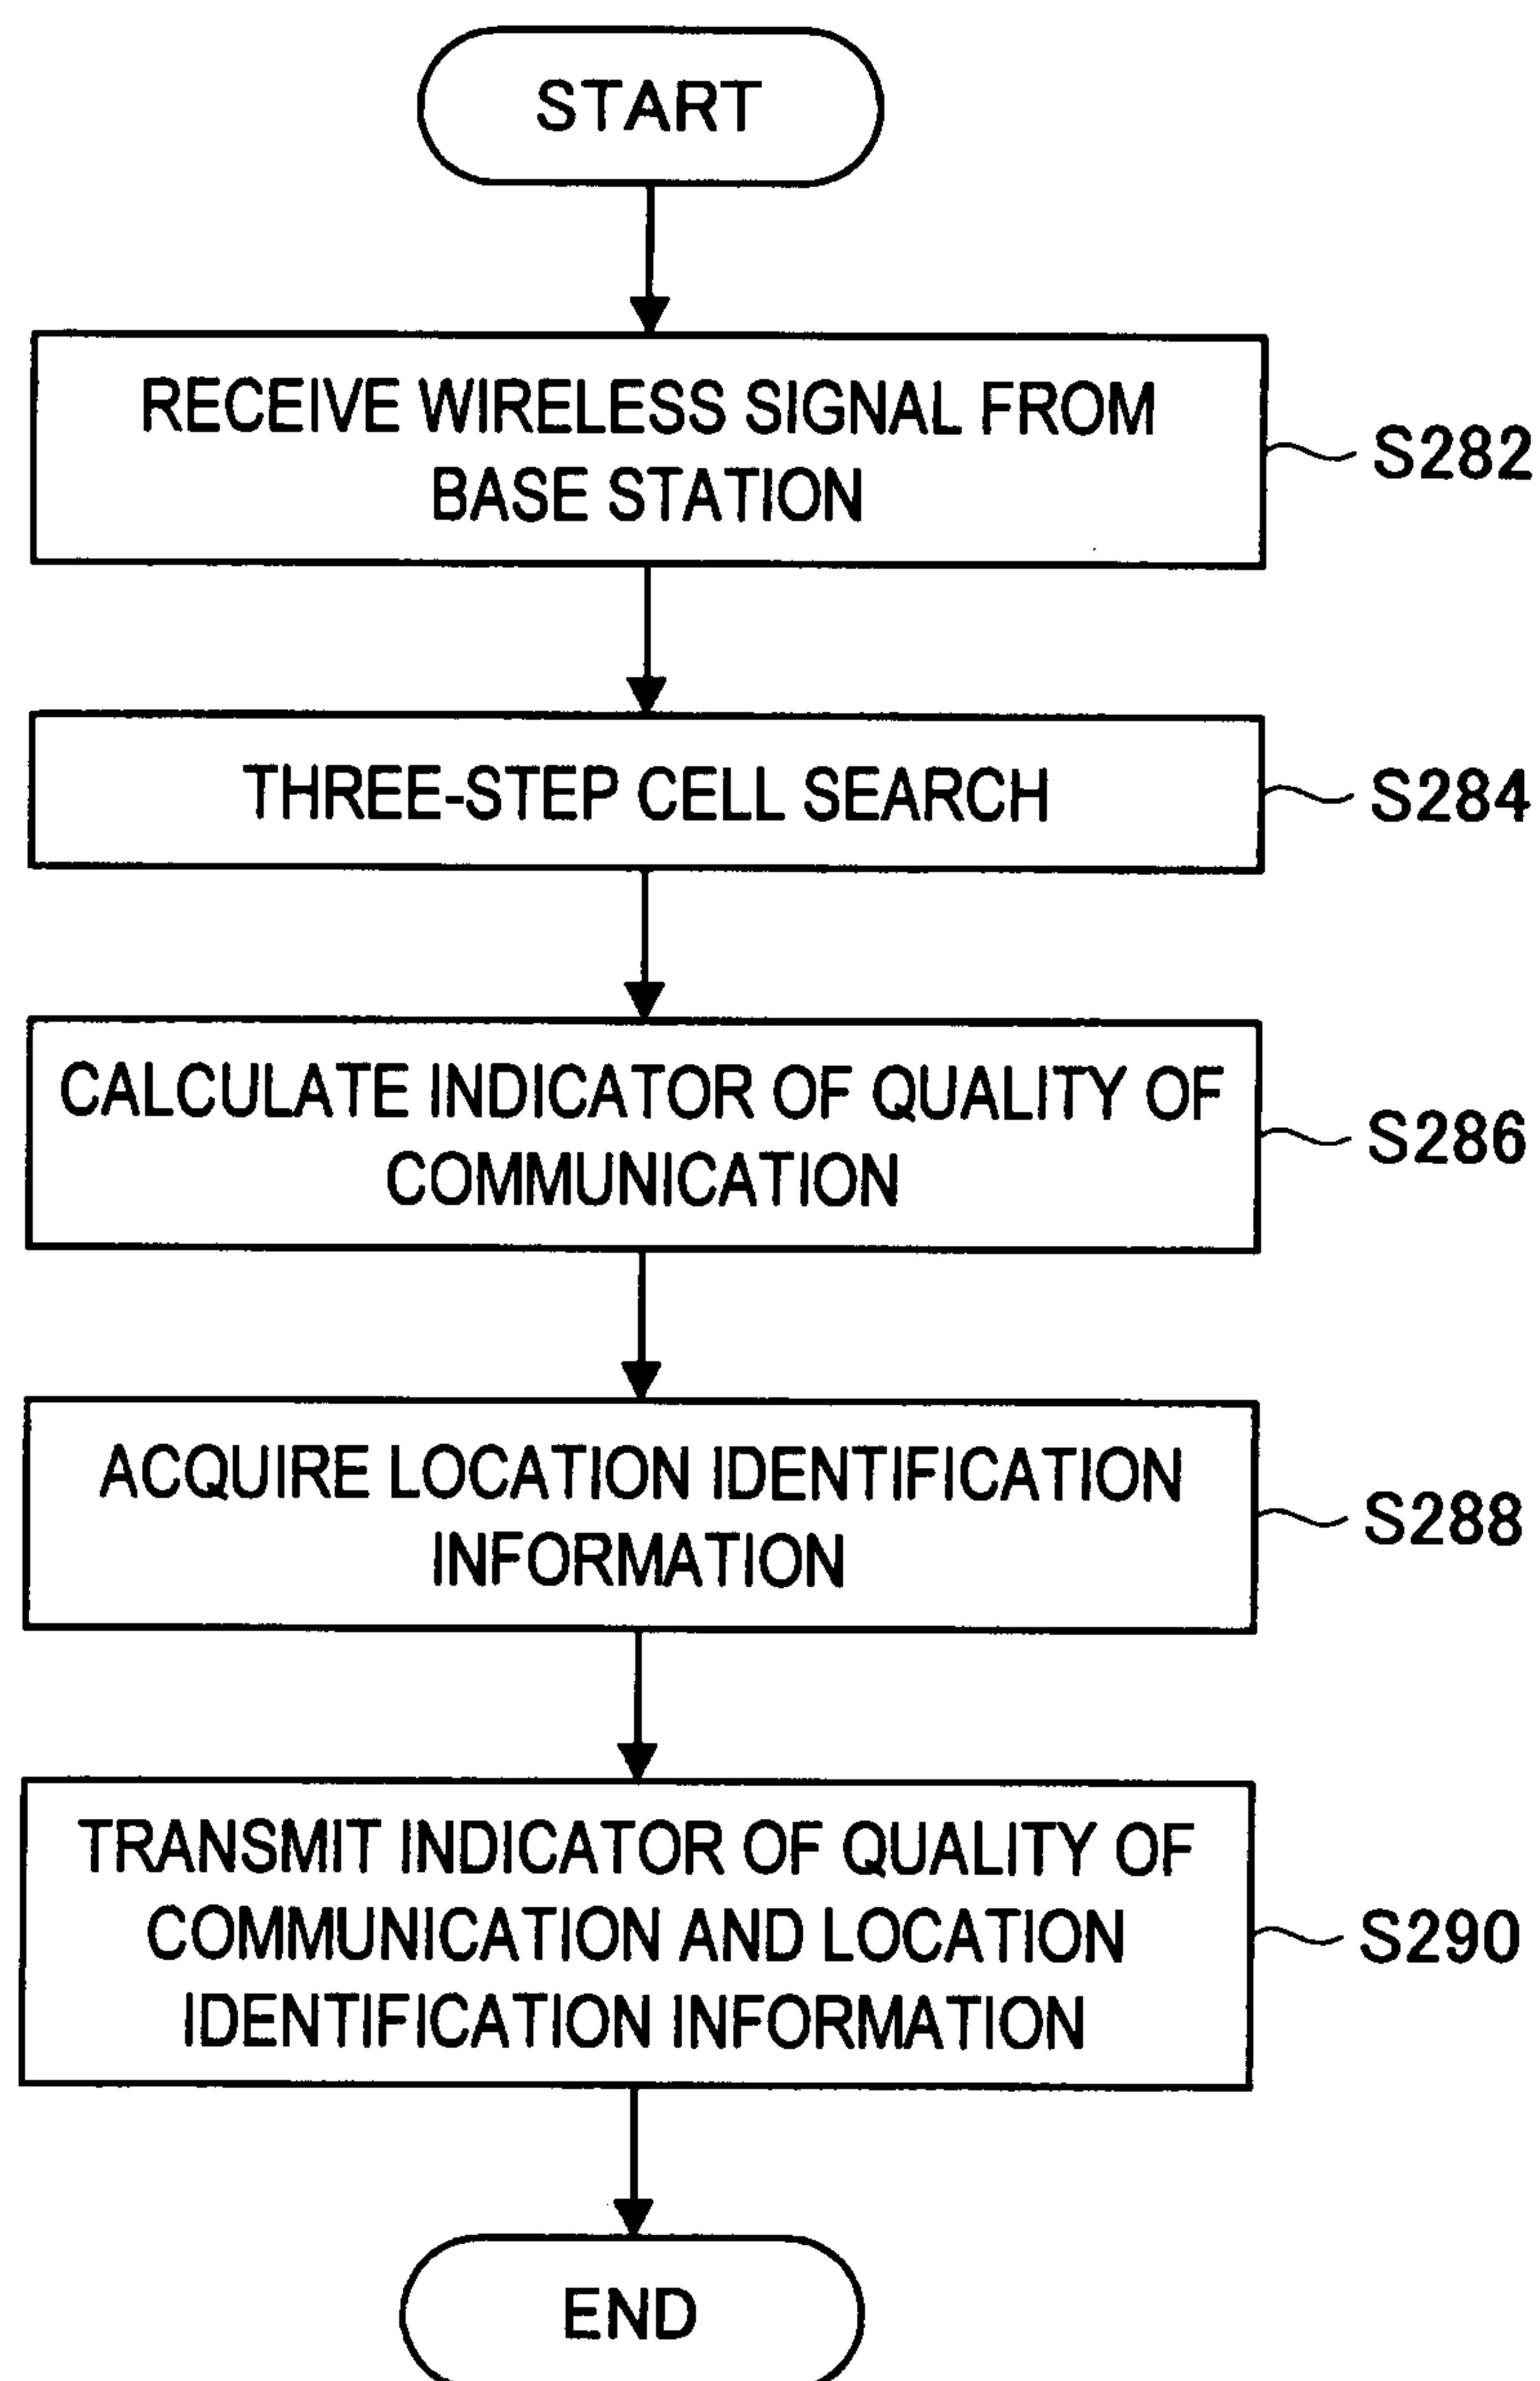 START
RECEIVE WIRELESS SIGNAL FROM
BASE STATION
S282
THREE-STEP CELL SEARCH
S284
CALCULATE INDICATOR OF QUALITY OF
COMMUNICATION
S286
ACQUIRE LOCATION IDENTIFICATION
INFORMATION
S288
TRANSMIT INDICATOR OF QUALITY OF
COMMUNICATION AND LOCATION
IDENTIFICATION INFORMATION
S290
END